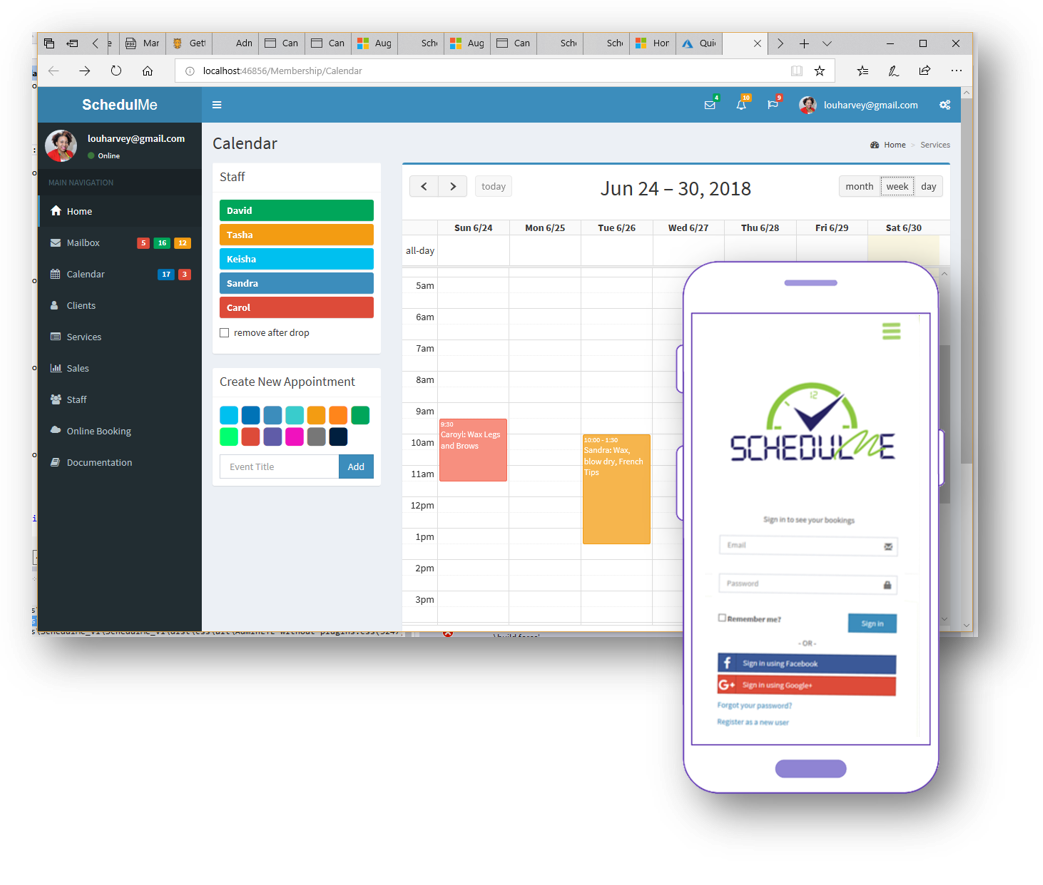 Mar
Gett
Adn
Can
Can
Aug
Sch
Aug
Can
Sch
Sch
Hor
Quic
localhost:46856/Membership/Calendar
SchedulMe
4
10
9
louharvey@gmail.com
louharvey@gmail.com
Online
MAIN NAVIGATION
Home
Mailbox 5 16 12
Calendar 17 3
Clients
Services
Sales
Staff
Online Booking
Documentation
Calendar
Home > Services
Staff
David
Tasha
Keisha
Sandra
Carol
remove after drop
Create New Appointment
Event Title
Add
today
Jun 24 – 30, 2018
month week day
Sun 6/24 Mon 6/25 Tue 6/26 Wed 6/27 Thu 6/28 Fri 6/29 Sat 6/30
all-day
5am
6am
7am
8am
9am
10am
11am
12pm
1pm
2pm
3pm
9:30
Caroyl: Wax Legs
and Brows
10:00 - 1:30
Sandra: Wax,
blow dry, French
Tips
12
SCHEDULME
Sign in to see your bookings
Email
Password
Remember me?
Sign in
- OR -
Sign in using Facebook
G+ Sign in using Google+
Forgot your password?
Register as a new user